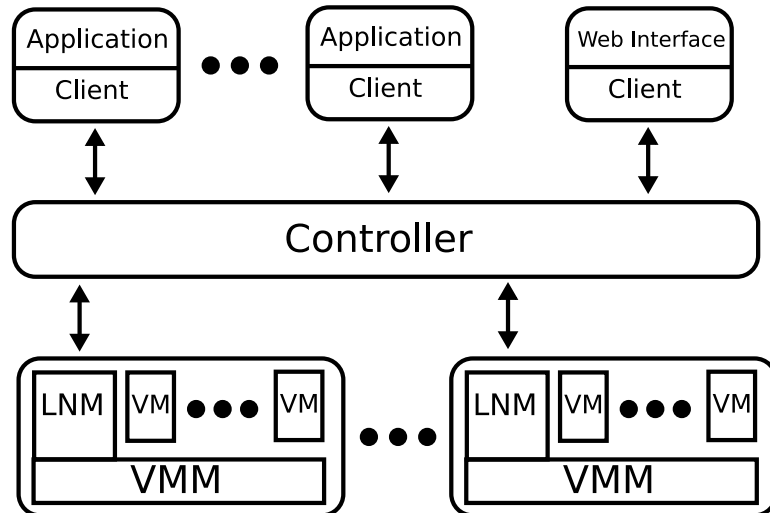 Application
Client
Application
Client
Web Interface
Client
Controller
LNM
VM
VM
VMM
LNM
VM
VM
VMM